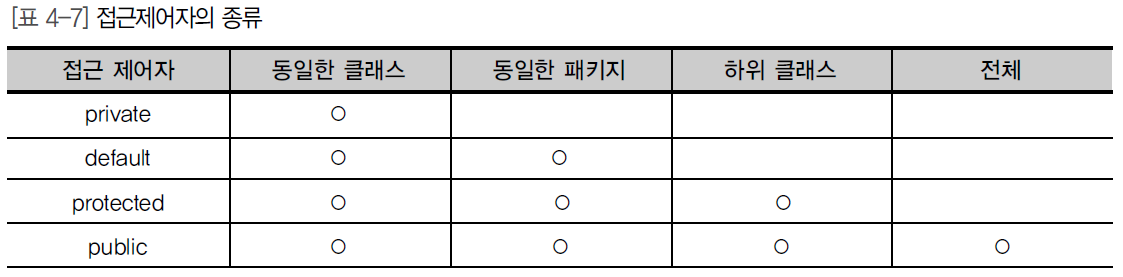 [표 4-7] 접근제어자의 종류
접근 제어자 동일한 클래스 동일한 패키지 하위 클래스 전체
private ○
default ○ ○
protected ○ ○ ○
public ○ ○ ○ ○